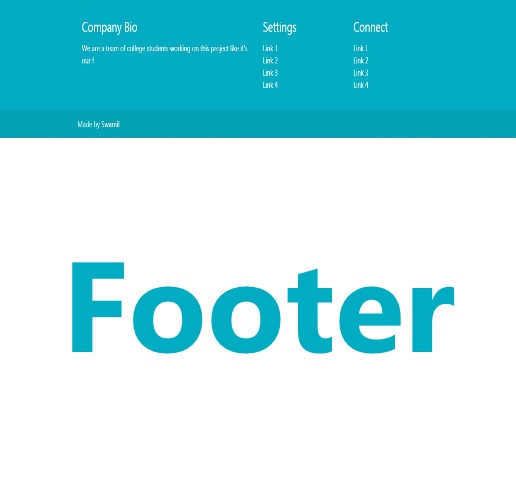 Company Bio
We are a team of college students working on this project like it's
our f
Settings
Link 1
Link 2
Link 3
Link 4
Connect
Link 1
Link 2
Link 3
Link 4
Made by Swarnil
Footer